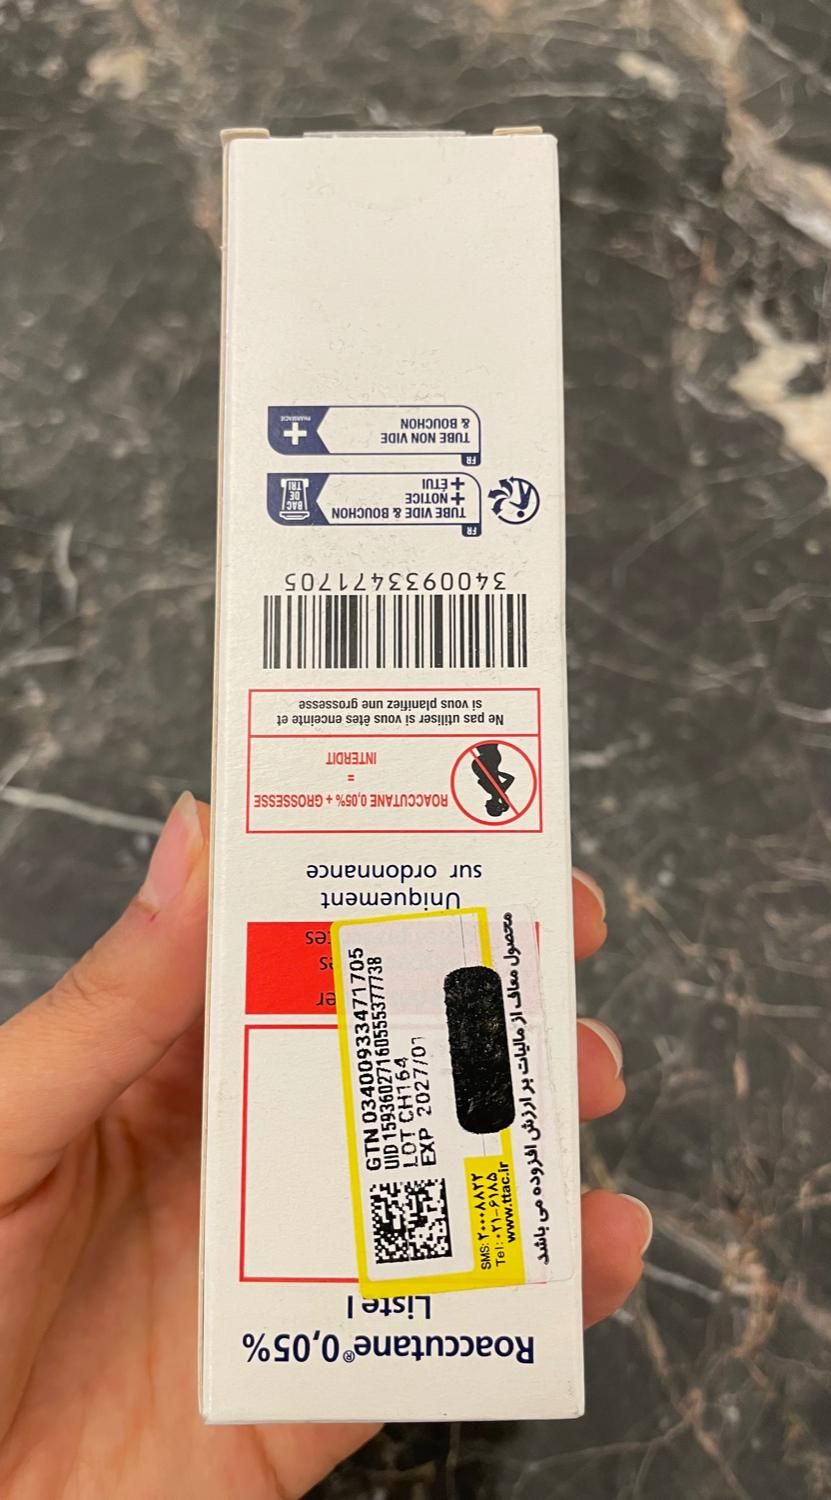 Roaccutane® 0,05%
Liste I
GTN 03400933471705
UID 15936027160555377738
LOT CH164
EXP 2027/01
SMS: ۲۰۰۰۸۸۲۲
Tel: ۰۲۱-۶۱۸۵
www.ttac.ir
محصول معاف از مالیات بر ارزش افزوده می باشد
Uniquement
sur ordonnance
ROACCUTANE 0,05% + GROSSESSE
=
INTERDIT
Ne pas utiliser si vous êtes enceinte et
si vous planifiez une grossesse
3400933471705
FR
TUBE VIDE & BOUCHON
+ NOTICE
+ ÉTUI
BAC
DE
TRI
FR
TUBE NON VIDE
& BOUCHON
PHARMACIE